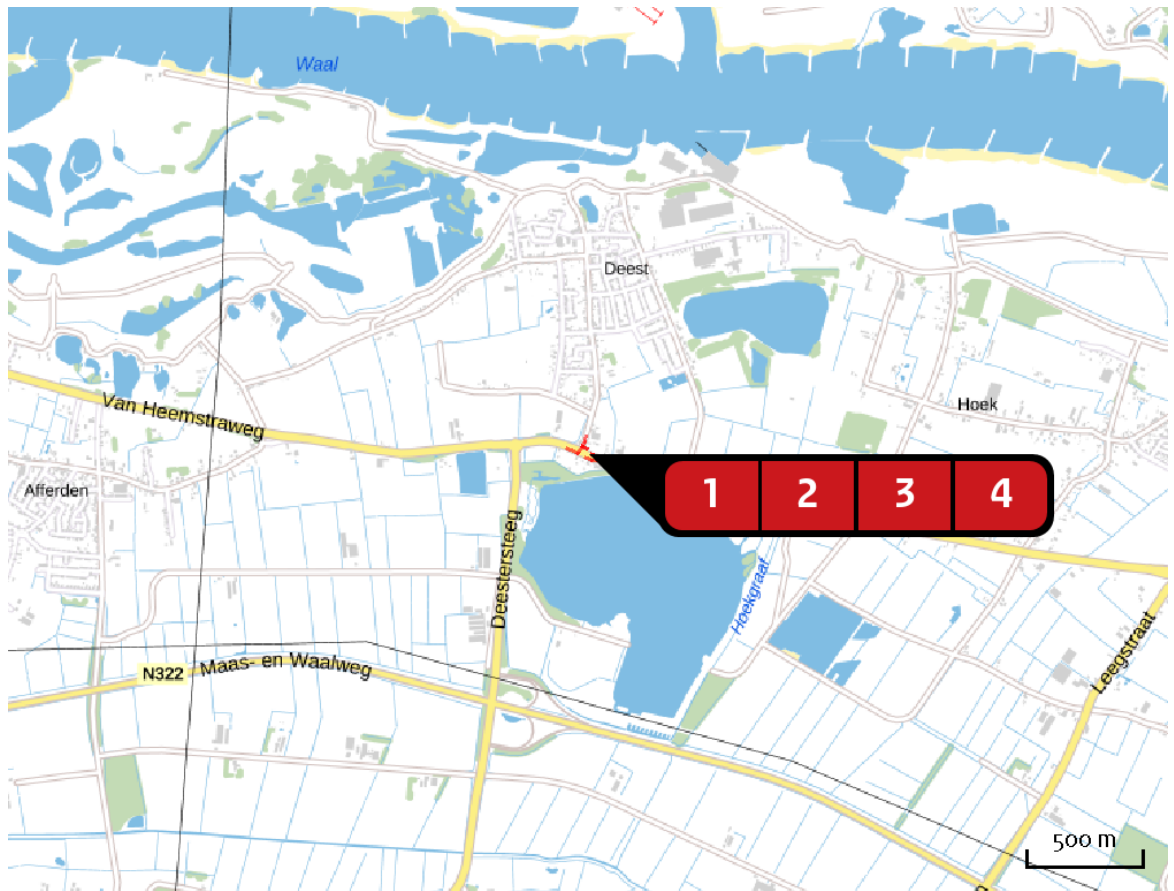 Waal
Deest
Van Heemstraweg
Hoek
Afferden
1 2 3 4
Deestersteeg
Hoekgraaf
Leegstraat
N322 Maas- en Waalweg
500 m